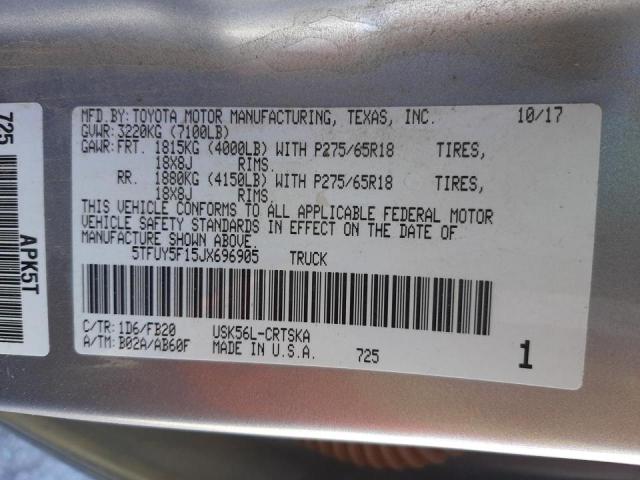 MFD.BY: TOYOTA MOTOR MANUFACTURING, TEXAS, INC. 10/17
GVWR: 3220KG (7100LB)
GAWR: FRT. 1815KG (4000LB) WITH P275/65R18 TIRES,
18X8J RIMS.
RR. 1880KG (4150LB) WITH P275/65R18 TIRES,
18X8J RIMS.
THIS VEHICLE CONFORMS TO ALL APPLICABLE FEDERAL MOTOR
VEHICLE SAFETY STANDARDS IN EFFECT ON THE DATE OF
MANUFACTURE SHOWN ABOVE.
5TFUY5F15JX696905 TRUCK
C/TR: 1D6/FB20 USK56L-CRTSKA
A/TM: B02A/AB60F MADE IN U.S.A. 725 1
725
APK5T